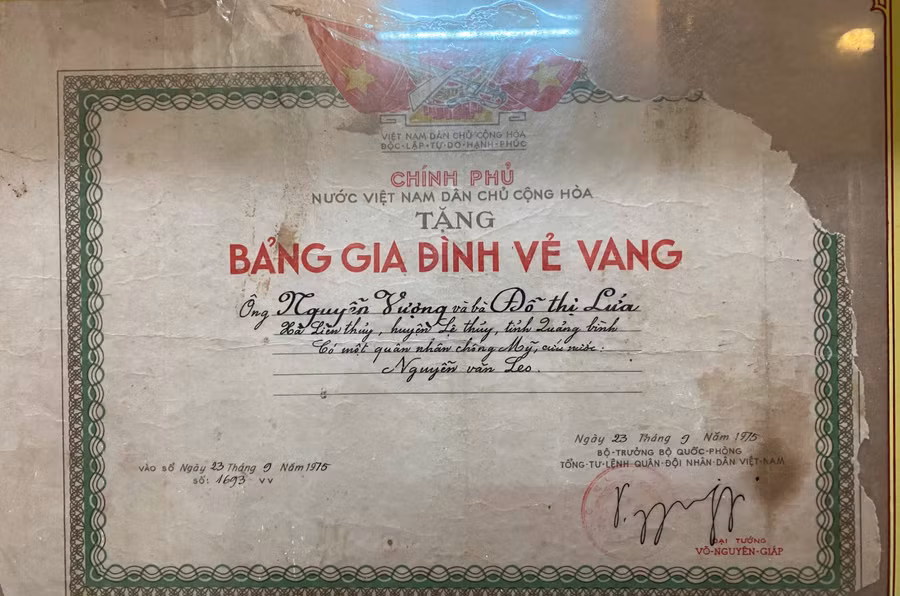 VIỆT NAM DÂN CHỦ CỘNG HÒA
ĐỘC-LẬP-TỰ-DO-HẠNH-PHÚC
CHÍNH PHỦ
NƯỚC VIỆT NAM DÂN CHỦ CỘNG HÒA
TẶNG
BẢNG GIA ĐÌNH VẺ VANG
Ông Nguyễn Vượng và bà Đỗ thị Lứa
Xã Liên thủy, huyện Lệ thủy, tỉnh Quảng bình
Có một quân nhân chống Mỹ, cứu nước:
Nguyễn văn Leo.
Ngày 23 Tháng 9 Năm 1975
BỘ-TRƯỞNG BỘ QUỐC-PHÒNG
TỔNG-TƯ-LỆNH QUÂN-ĐỘI NHÂN-DÂN VIỆT-NAM
VÀO SỔ Ngày 23 Tháng 9 Năm 1975
SỐ: 1693 VV
ĐẠI TƯỚNG
VÕ-NGUYÊN-GIÁP